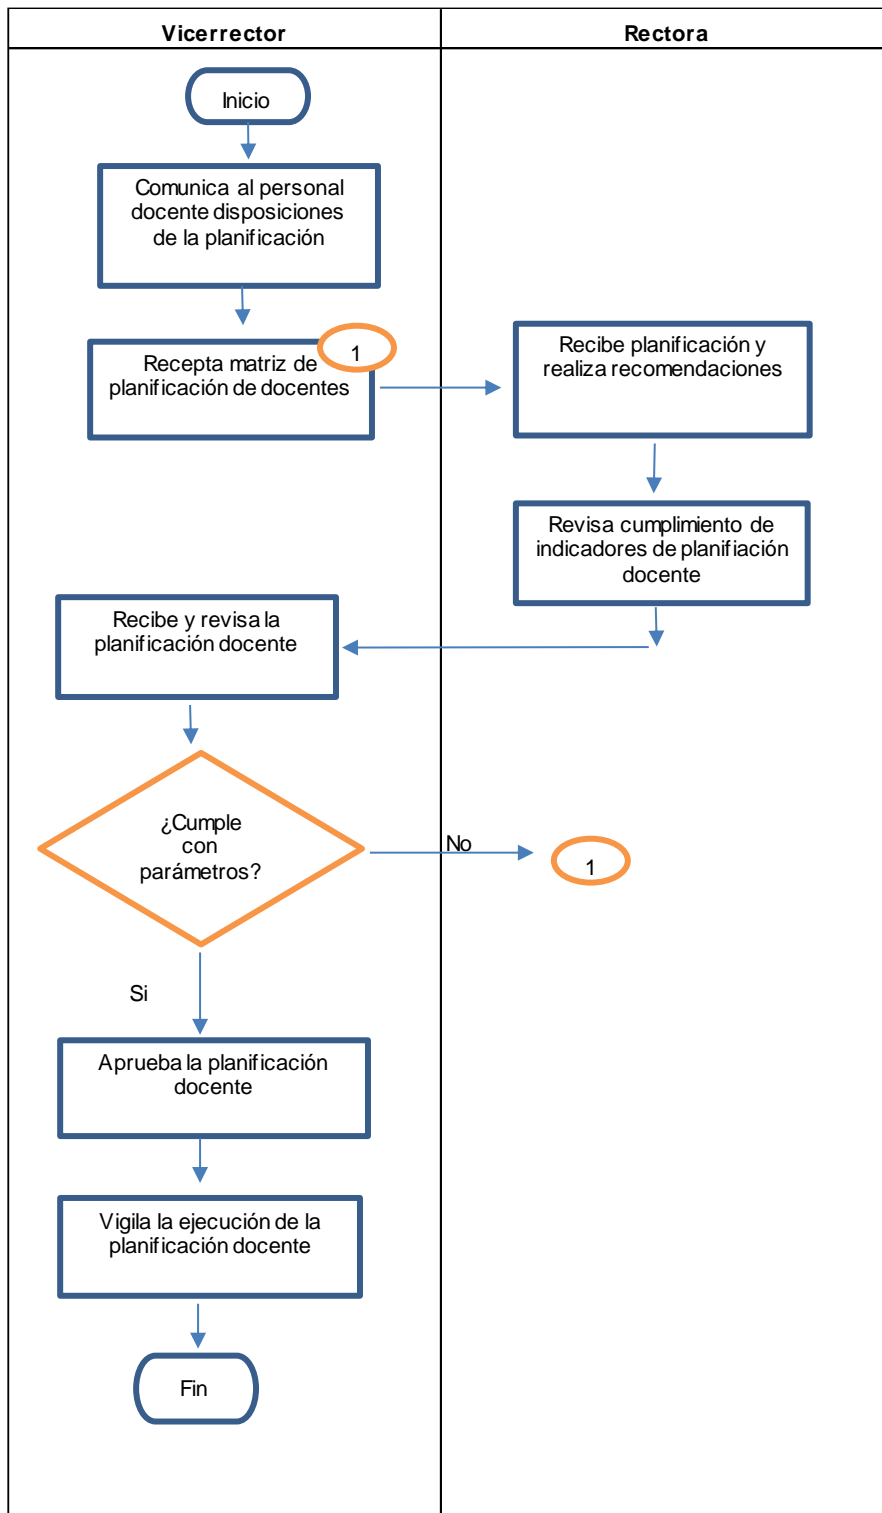 Vicerrector
Rectora
Inicio
Comunica al personal
docente disposiciones
de la planificación
1
Recepta matriz de
planificación de docentes
Recibe planificación y
realiza recomendaciones
Revisa cumplimiento de
indicadores de planifiación
docente
Recibe y revisa la
planificación docente
¿Cumple
con
parámetros?
No
1
Si
Aprueba la planificación
docente
Vigila la ejecución de la
planificación docente
Fin